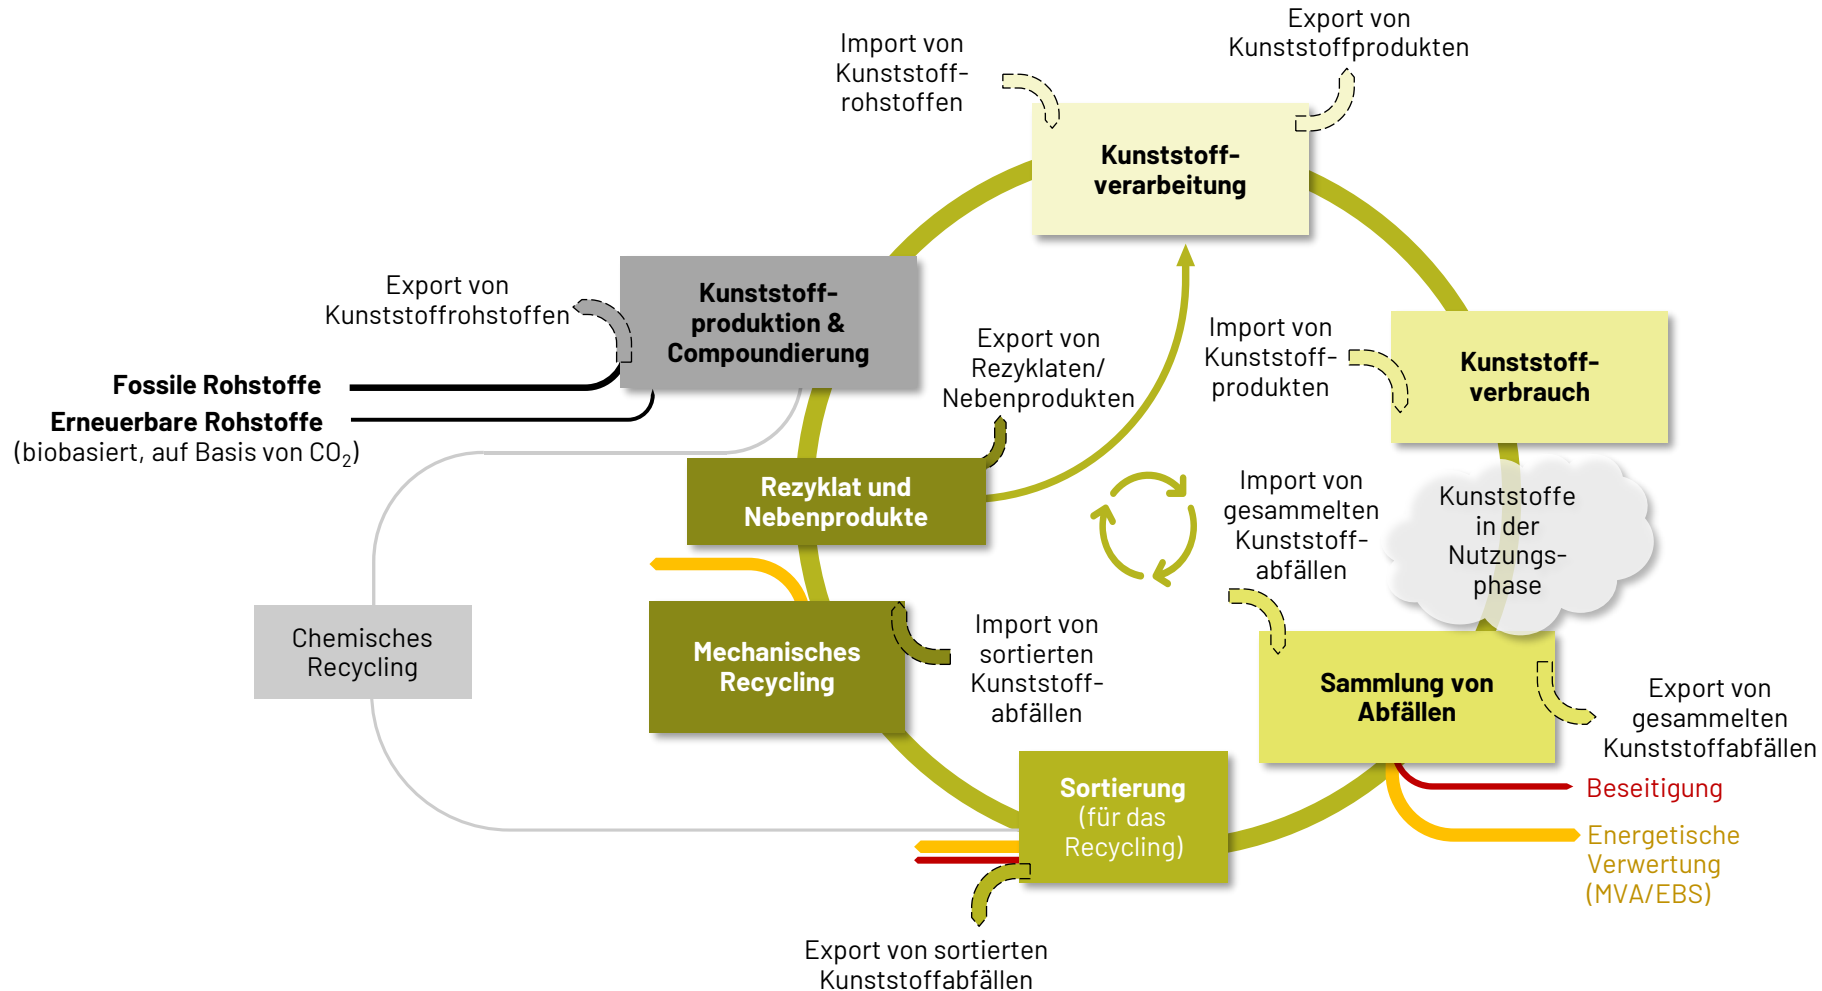 Export von
Kunststoffprodukten
Import von
Kunststoff-
rohstoffen
Kunststoff-
verarbeitung
Export von
Kunststoffrohstoffen
Kunststoff-
produktion &
Compoundierung
Fossile Rohstoffe
Erneuerbare Rohstoffe
(biobasiert, auf Basis von CO₂)
Export von
Rezyklaten/
Nebenprodukten
Import von
Kunststoff-
produkten
Kunststoff-
verbrauch
Rezyklat und
Nebenprodukte
Import von
gesammelten
Kunststoff-
abfällen
Kunststoffe
in der
Nutzungs-
phase
Chemisches
Recycling
Mechanisches
Recycling
Import von
sortierten
Kunststoff-
abfällen
Sammlung von
Abfällen
Export von
gesammelten
Kunststoffabfällen
Sortierung
(für das
Recycling)
Beseitigung
Energetische
Verwertung
(MVA/EBS)
Export von sortierten
Kunststoffabfällen